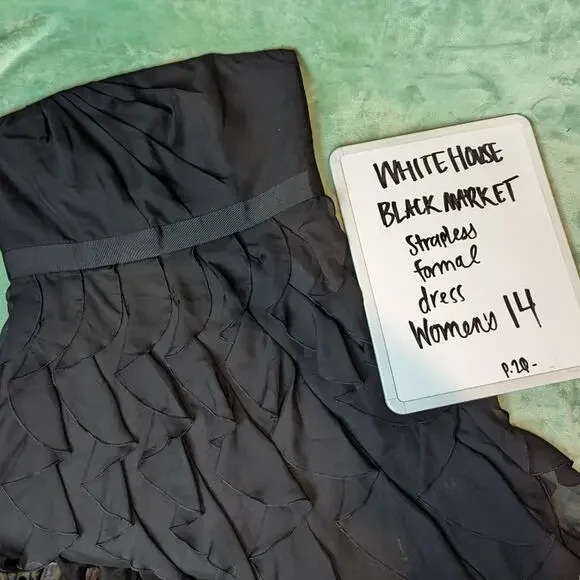 WHITE HOUSE
BLACK MARKET
Strapless
formal
dress
Women's 14
P.20-